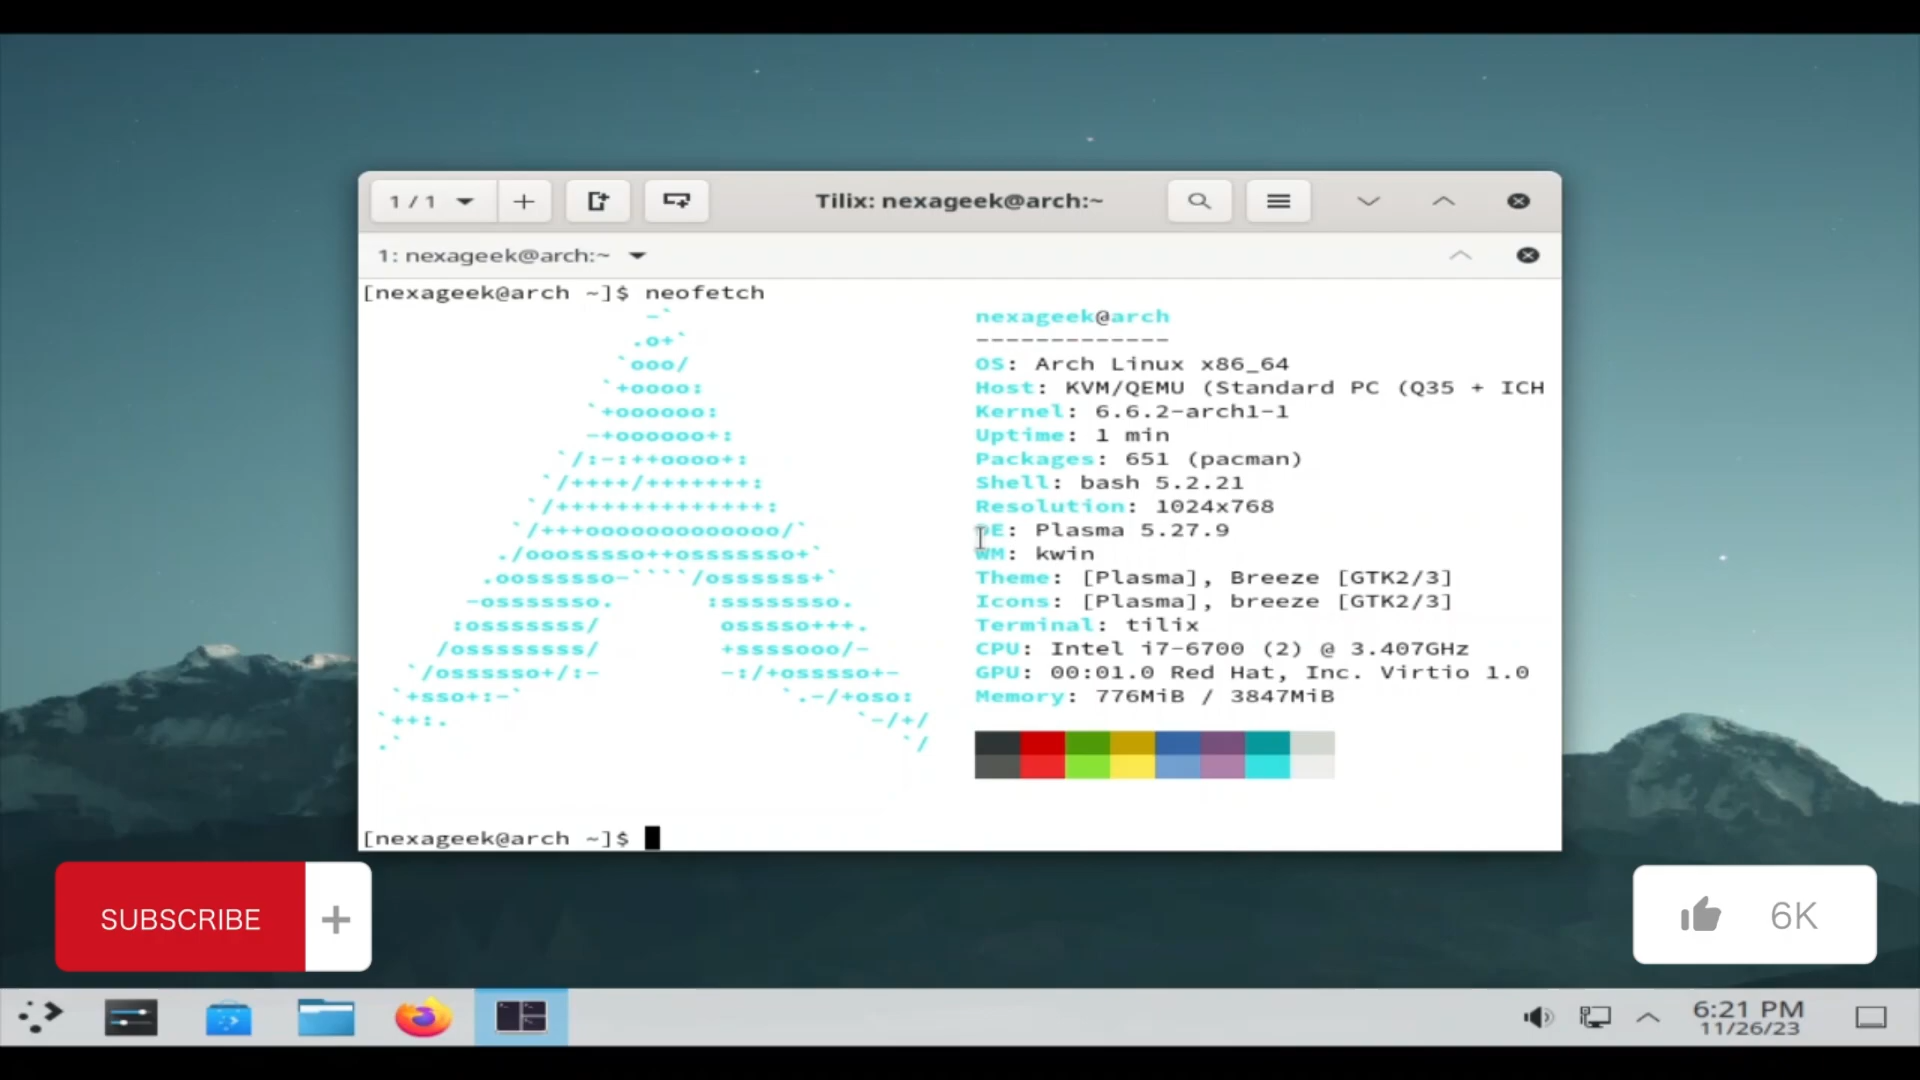 1 / 1
Tilix: nexageek@arch:~
1: nexageek@arch:~
[nexageek@arch ~]$ neofetch
nexageek@arch
-------------
OS: Arch Linux x86_64
Host: KVM/QEMU (Standard PC (Q35 + ICH
Kernel: 6.6.2-arch1-1
Uptime: 1 min
Packages: 651 (pacman)
Shell: bash 5.2.21
Resolution: 1024x768
DE: Plasma 5.27.9
WM: kwin
Theme: [Plasma], Breeze [GTK2/3]
Icons: [Plasma], breeze [GTK2/3]
Terminal: tilix
CPU: Intel i7-6700 (2) @ 3.407GHz
GPU: 00:01.0 Red Hat, Inc. Virtio 1.0
Memory: 776MiB / 3847MiB
[nexageek@arch ~]$
SUBSCRIBE +
6K
6:21 PM
11/26/23